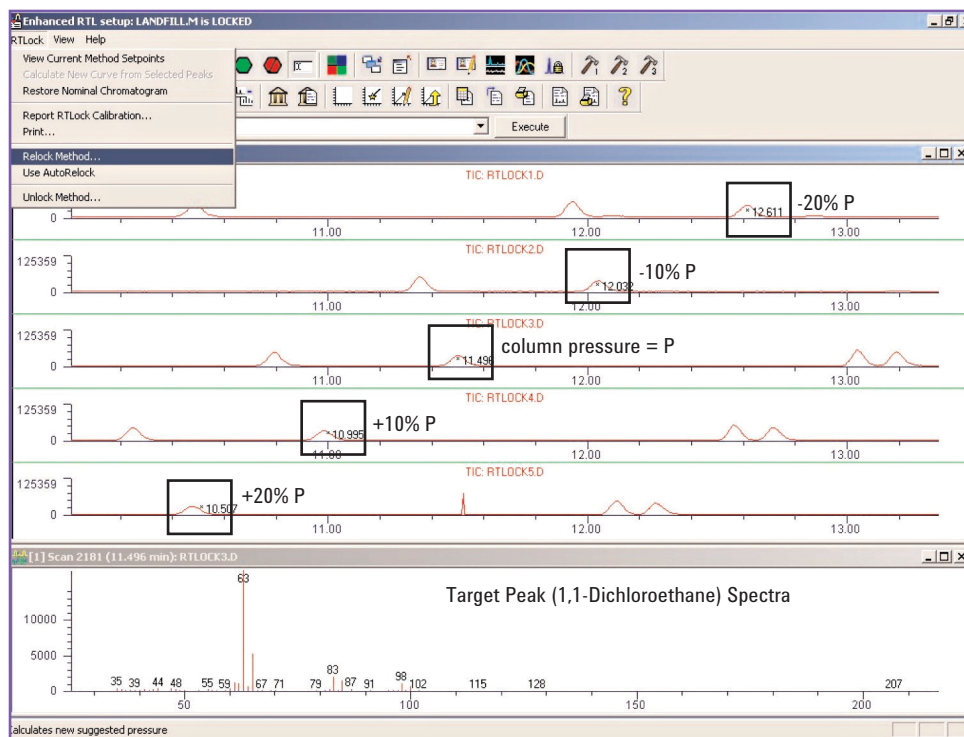 Enhanced RTL setup: LANDFILL.M is LOCKED
RTLock View Help
View Current Method Setpoints
Calculate New Curve from Selected Peaks
Restore Nominal Chromatogram
Report RTLock Calibration...
Print...
Relock Method...
Use AutoRelock
Unlock Method...
1 2 3
Execute
TIC: RTLOCK1.D
0
12.611
-20% P
11.00 12.00 13.00
TIC: RTLOCK2.D
125359
0
12.032
-10% P
11.00 12.00 13.00
TIC: RTLOCK3.D
125359
0
11.496
column pressure = P
11.00 12.00 13.00
TIC: RTLOCK4.D
125359
0
10.995
+10% P
11.00 12.00 13.00
TIC: RTLOCK5.D
125359
0
10.507
+20% P
11.00 12.00 13.00
[1] Scan 2181 (11.496 min): RTLOCK3.D
63
Target Peak (1,1-Dichloroethane) Spectra
10000
5000
0
35 39 44 48 55 59 67 71 79 83 87 91 98 102 115 128 207
50 100 150 200
alculates new suggested pressure